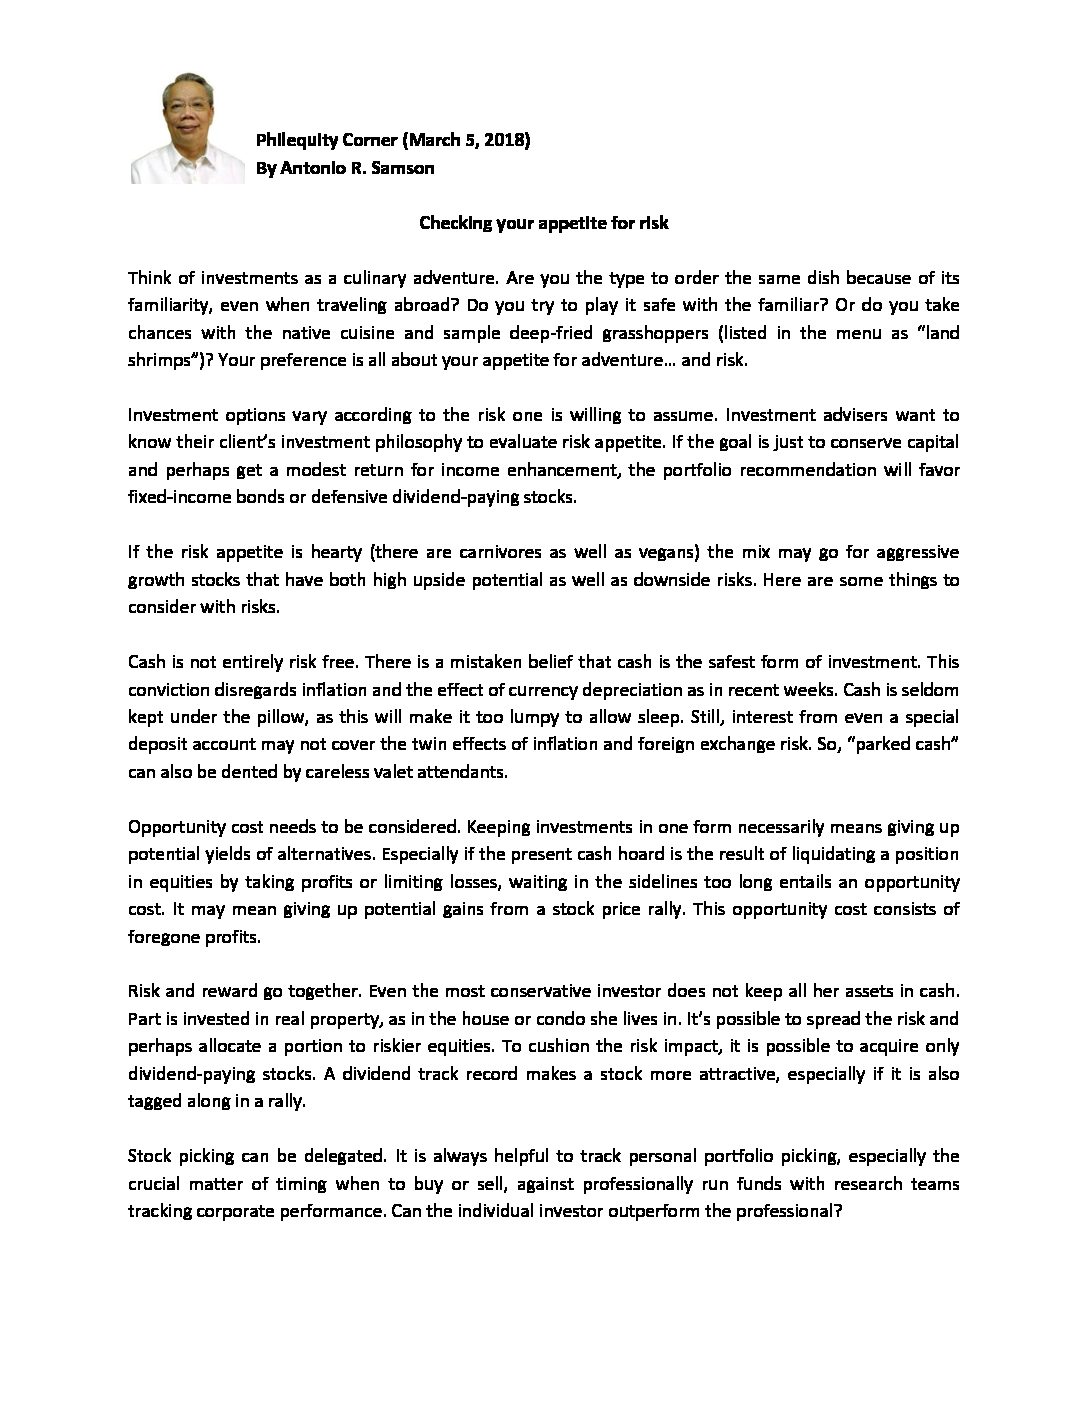 Philequity Corner (March 5, 2018)
By Antonio R. Samson
Checking your appetite for risk
Think of investments as a culinary adventure. Are you the type to order the same dish because of its
familiarity, even when traveling abroad? Do you try to play it safe with the familiar? Or do you take
chances with the native cuisine and sample deep-fried grasshoppers (listed in the menu as “land
shrimps”)? Your preference is all about your appetite for adventure… and risk.
Investment options vary according to the risk one is willing to assume. Investment advisers want to
know their client’s investment philosophy to evaluate risk appetite. If the goal is just to conserve capital
and perhaps get a modest return for income enhancement, the portfolio recommendation will favor
fixed-income bonds or defensive dividend-paying stocks.
If the risk appetite is hearty (there are carnivores as well as vegans) the mix may go for aggressive
growth stocks that have both high upside potential as well as downside risks. Here are some things to
consider with risks.
Cash is not entirely risk free. There is a mistaken belief that cash is the safest form of investment. This
conviction disregards inflation and the effect of currency depreciation as in recent weeks. Cash is seldom
kept under the pillow, as this will make it too lumpy to allow sleep. Still, interest from even a special
deposit account may not cover the twin effects of inflation and foreign exchange risk. So, “parked cash”
can also be dented by careless valet attendants.
Opportunity cost needs to be considered. Keeping investments in one form necessarily means giving up
potential yields of alternatives. Especially if the present cash hoard is the result of liquidating a position
in equities by taking profits or limiting losses, waiting in the sidelines too long entails an opportunity
cost. It may mean giving up potential gains from a stock price rally. This opportunity cost consists of
foregone profits.
Risk and reward go together. Even the most conservative investor does not keep all her assets in cash.
Part is invested in real property, as in the house or condo she lives in. It’s possible to spread the risk and
perhaps allocate a portion to riskier equities. To cushion the risk impact, it is possible to acquire only
dividend-paying stocks. A dividend track record makes a stock more attractive, especially if it is also
tagged along in a rally.
Stock picking can be delegated. It is always helpful to track personal portfolio picking, especially the
crucial matter of timing when to buy or sell, against professionally run funds with research teams
tracking corporate performance. Can the individual investor outperform the professional?